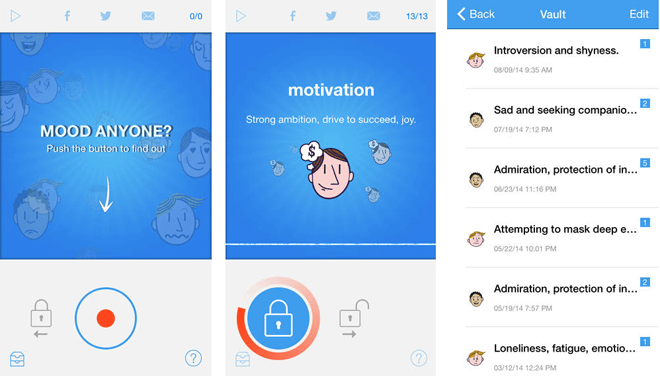 0/0
MOOD ANYONE?
Push the button to find out
?
13/13
motivation
Strong ambition, drive to succeed, joy.
$
?
Back
Vault
Edit
Introversion and shyness.
1
08/09/14 9:35 AM
Sad and seeking companio...
2
07/19/14 7:12 PM
Admiration, protection of in...
5
06/23/14 11:16 PM
Attempting to mask deep e...
1
05/22/14 10:01 PM
Admiration, protection of in...
2
05/19/14 7:57 PM
Loneliness, fatigue, emotio...
1
03/12/14 12:24 PM